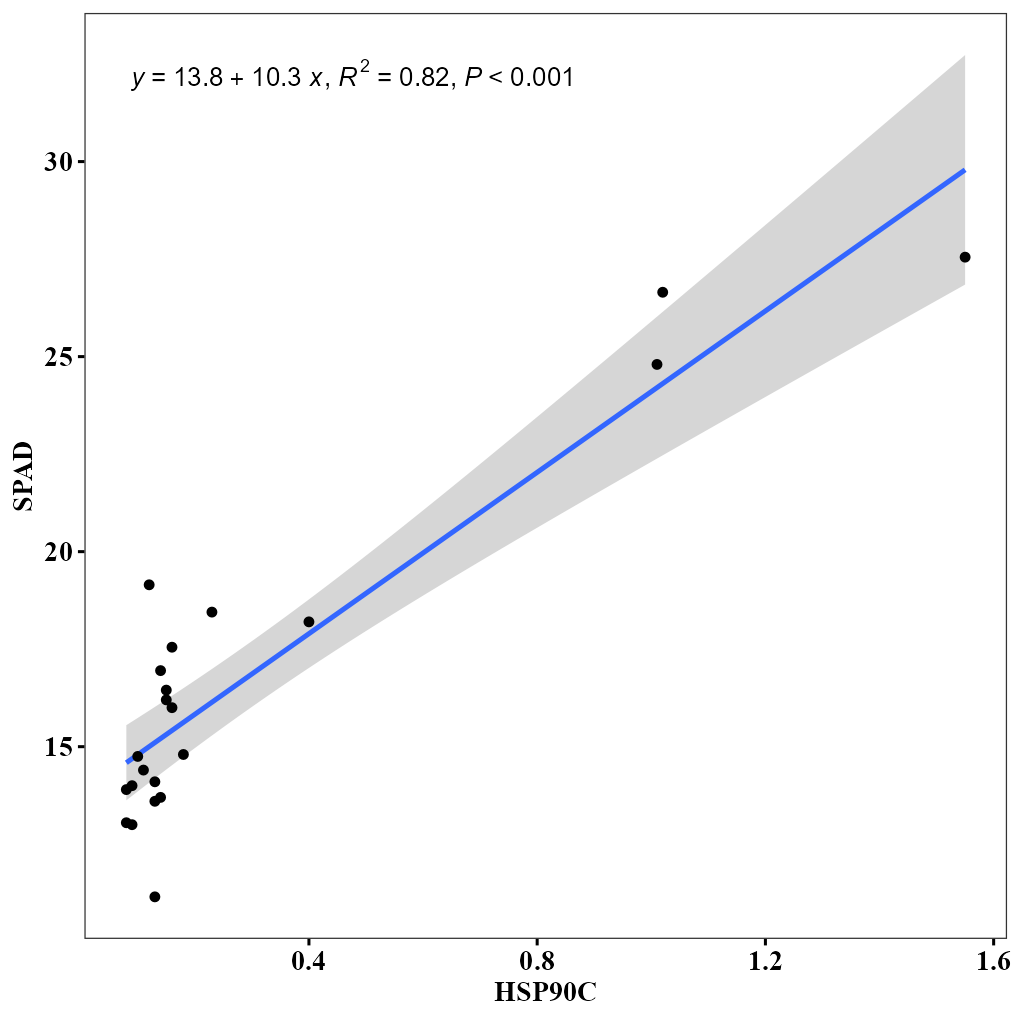 y = 13.8 + 10.3 x, R² = 0.82, P < 0.001
30
25
20
15
SPAD
0.4 0.8 1.2 1.6
HSP90C